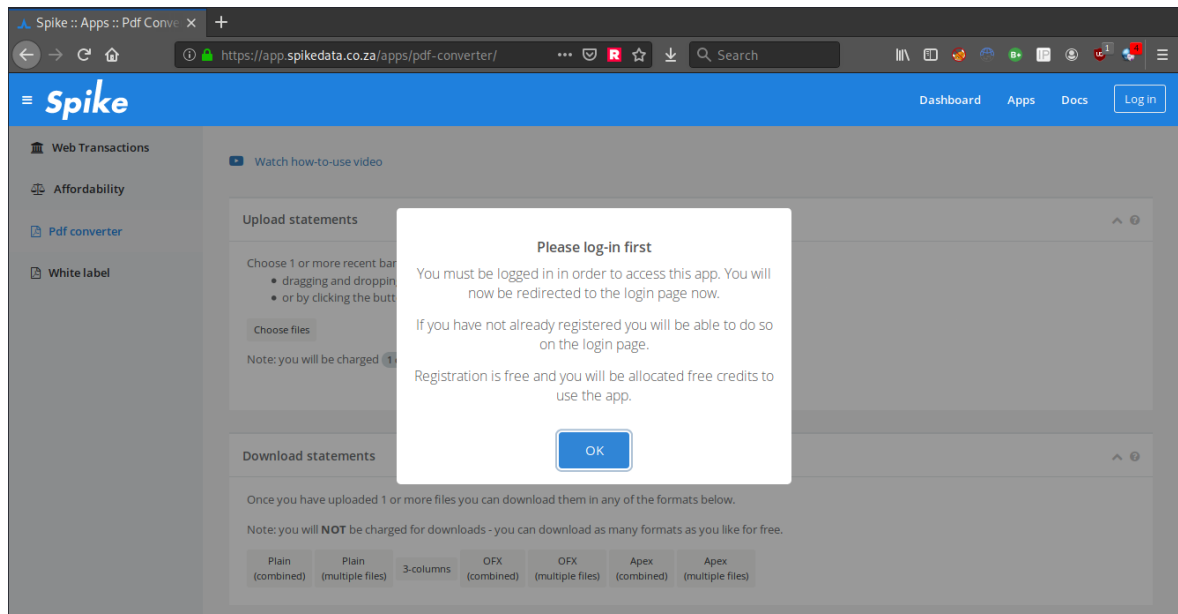 Spike :: Apps :: Pdf Conve
https://app.spikedata.co.za/apps/pdf-converter/
Search
Spike
Dashboard Apps Docs Log in
Web Transactions
Affordability
Pdf converter
White label
Watch how-to-use video
Upload statements
Choose 1 or more recent bar
dragging and droppin
or by clicking the butt
Choose files
Note: you will be charged 1
Please log-in first
You must be logged in in order to access this app. You will
now be redirected to the login page now.
If you have not already registered you will be able to do so
on the login page.
Registration is free and you will be allocated free credits to
use the app.
OK
Download statements
Once you have uploaded 1 or more files you can download them in any of the formats below.
Note: you will NOT be charged for downloads - you can download as many formats as you like for free.
Plain (combined)
Plain (multiple files)
3-columns
OFX (combined)
OFX (multiple files)
Apex (combined)
Apex (multiple files)